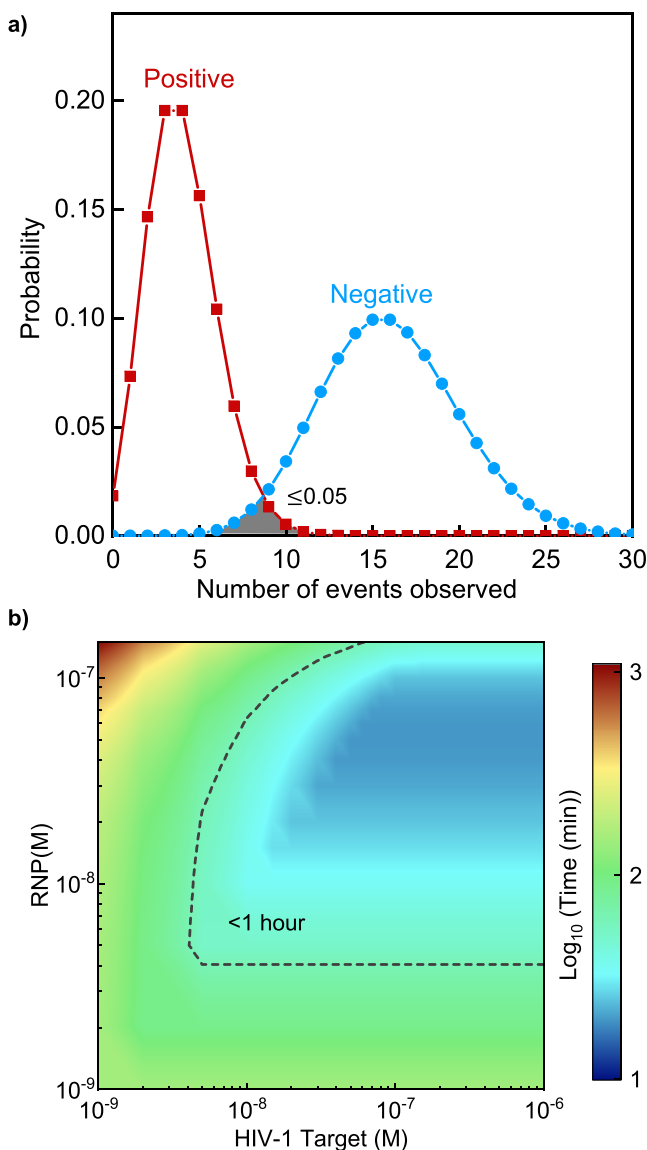 a)
Positive
Negative
≤0.05
0.20
0.15
0.10
0.05
0.00
Probability
0 5 10 15 20 25 30
Number of events observed
b)
10⁻⁷
10⁻⁸
10⁻⁹
RNP(M)
<1 hour
10⁻⁹ 10⁻⁸ 10⁻⁷ 10⁻⁶
HIV-1 Target (M)
3
2
1
Log₁₀ (Time (min))